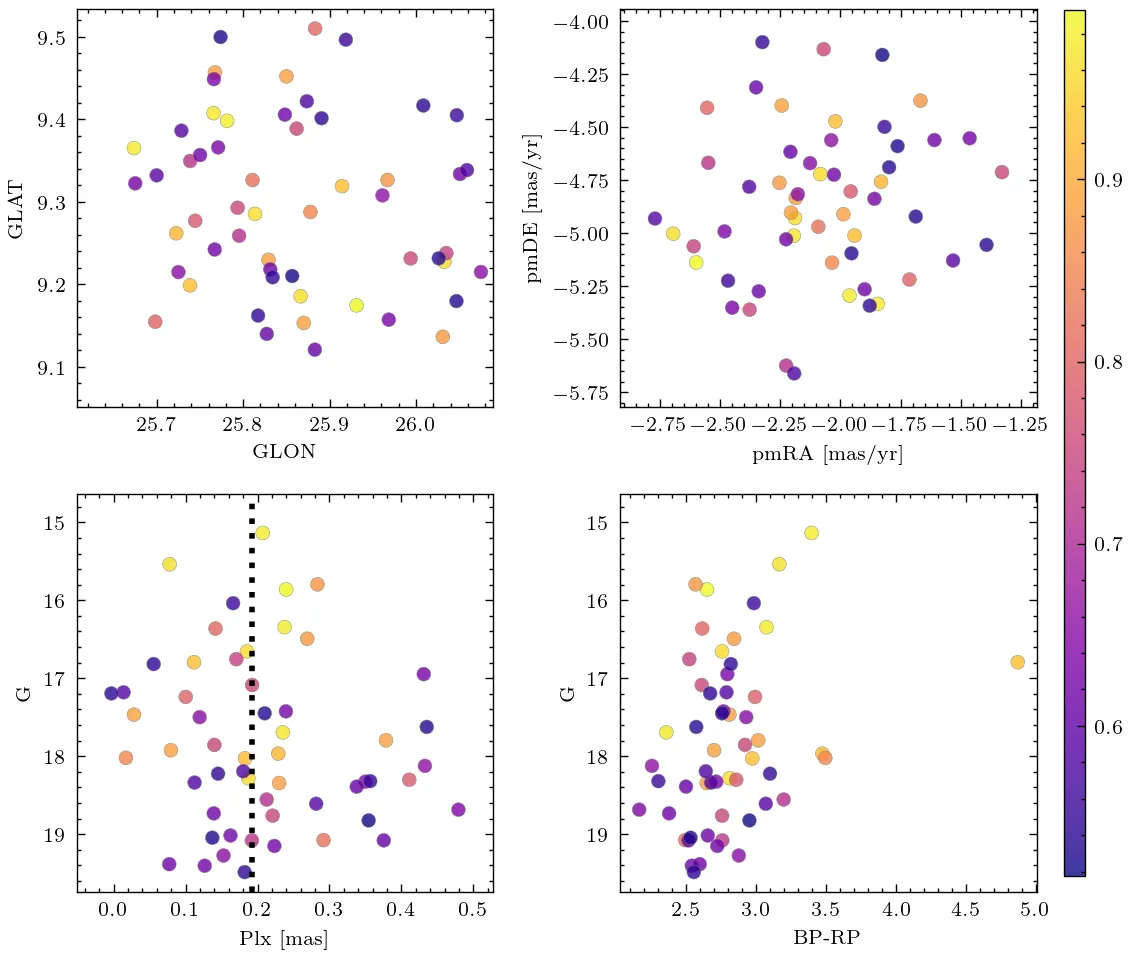 9.5
9.4
9.3
9.2
9.1
GLAT
25.7 25.8 25.9 26.0
GLON
−4.00
−4.25
−4.50
−4.75
−5.00
−5.25
−5.50
−5.75
pmDE [mas/yr]
−2.75 −2.50 −2.25 −2.00 −1.75 −1.50 −1.25
pmRA [mas/yr]
0.9
0.8
0.7
0.6
15
16
17
18
19
G
0.0 0.1 0.2 0.3 0.4 0.5
Plx [mas]
15
16
17
18
19
G
2.5 3.0 3.5 4.0 4.5 5.0
BP-RP